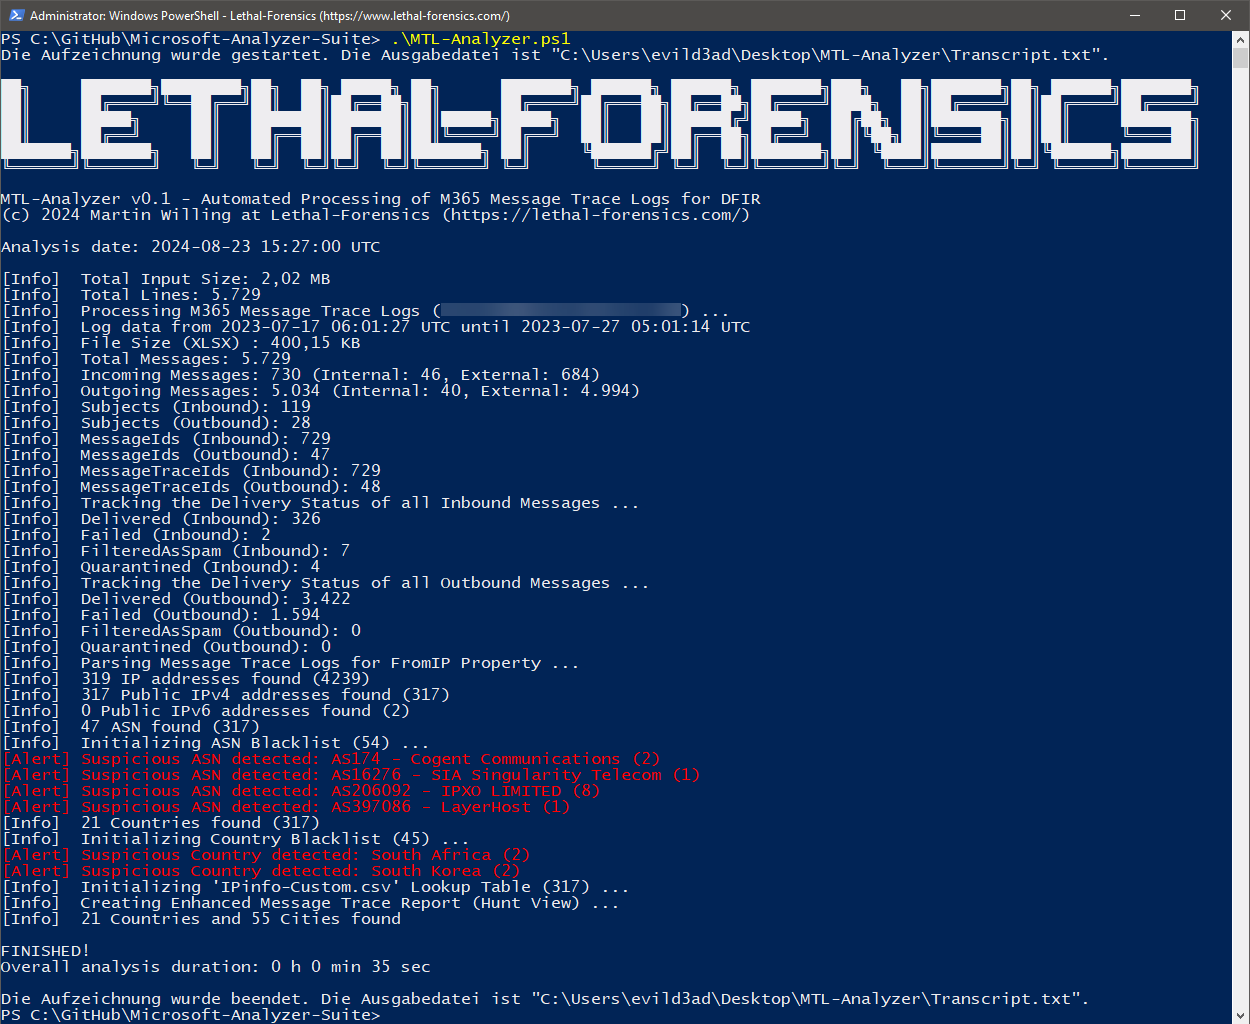 Administrator: Windows PowerShell - Lethal-Forensics (https://www.lethal-forensics.com/)
PS C:\GitHub\Microsoft-Analyzer-Suite> .\MTL-Analyzer.ps1
Die Aufzeichnung wurde gestartet. Die Ausgabedatei ist "C:\Users\evild3ad\Desktop\MTL-Analyzer\Transcript.txt".
LETHAL-FORENSICS
MTL-Analyzer v0.1 - Automated Processing of M365 Message Trace Logs for DFIR
(c) 2024 Martin Willing at Lethal-Forensics (https://lethal-forensics.com/)
Analysis date: 2024-08-23 15:27:00 UTC
[Info]  Total Input Size: 2,02 MB
[Info]  Total Lines: 5.729
[Info]  Processing M365 Message Trace Logs () ...
[Info]  Log data from 2023-07-17 06:01:27 UTC until 2023-07-27 05:01:14 UTC
[Info]  File Size (XLSX) : 400,15 KB
[Info]  Total Messages: 5.729
[Info]  Incoming Messages: 730 (Internal: 46, External: 684)
[Info]  Outgoing Messages: 5.034 (Internal: 40, External: 4.994)
[Info]  Subjects (Inbound): 119
[Info]  Subjects (Outbound): 28
[Info]  MessageIds (Inbound): 729
[Info]  MessageIds (Outbound): 47
[Info]  MessageTraceIds (Inbound): 729
[Info]  MessageTraceIds (Outbound): 48
[Info]  Tracking the Delivery Status of all Inbound Messages ...
[Info]  Delivered (Inbound): 326
[Info]  Failed (Inbound): 2
[Info]  FilteredAsSpam (Inbound): 7
[Info]  Quarantined (Inbound): 4
[Info]  Tracking the Delivery Status of all Outbound Messages ...
[Info]  Delivered (Outbound): 3.422
[Info]  Failed (Outbound): 1.594
[Info]  FilteredAsSpam (Outbound): 0
[Info]  Quarantined (Outbound): 0
[Info]  Parsing Message Trace Logs for FromIP Property ...
[Info]  319 IP addresses found (4239)
[Info]  317 Public IPv4 addresses found (317)
[Info]  0 Public IPv6 addresses found (2)
[Info]  47 ASN found (317)
[Info]  Initializing ASN Blacklist (54) ...
[Alert] Suspicious ASN detected: AS174 - Cogent Communications (2)
[Alert] Suspicious ASN detected: AS16276 - SIA Singularity Telecom (1)
[Alert] Suspicious ASN detected: AS206092 - IPXO LIMITED (8)
[Alert] Suspicious ASN detected: AS397086 - LayerHost (1)
[Info]  21 Countries found (317)
[Info]  Initializing Country Blacklist (45) ...
[Alert] Suspicious Country detected: South Africa (2)
[Alert] Suspicious Country detected: South Korea (2)
[Info]  Initializing 'IPinfo-Custom.csv' Lookup Table (317) ...
[Info]  Creating Enhanced Message Trace Report (Hunt View) ...
[Info]  21 Countries and 55 Cities found
FINISHED!
Overall analysis duration: 0 h 0 min 35 sec
Die Aufzeichnung wurde beendet. Die Ausgabedatei ist "C:\Users\evild3ad\Desktop\MTL-Analyzer\Transcript.txt".
PS C:\GitHub\Microsoft-Analyzer-Suite>